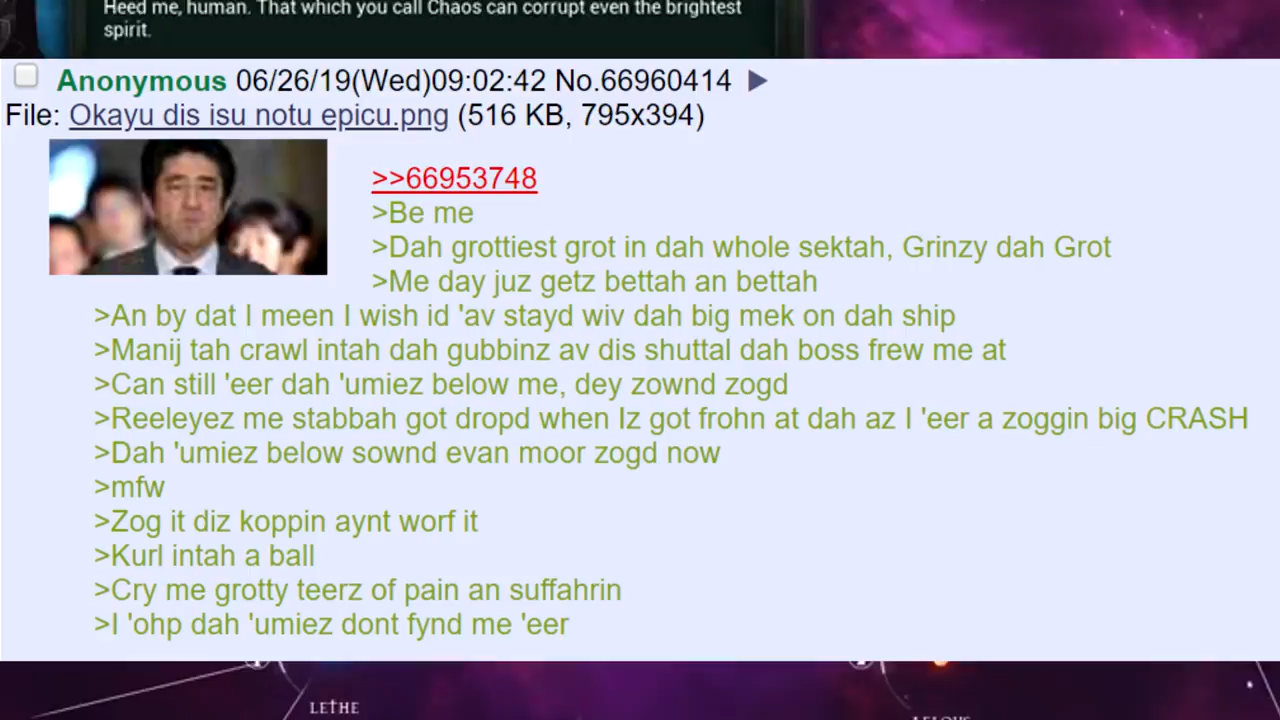 Heed me, human. That which you call Chaos can corrupt even the brightest
spirit.
Anonymous 06/26/19(Wed)09:02:42 No.66960414 ▶
File: Okayu dis isu notu epicu.png (516 KB, 795x394)
>>66953748
>Be me
>Dah grottiest grot in dah whole sektah, Grinzy dah Grot
>Me day juz getz bettah an bettah
>An by dat I meen I wish id 'av stayd wiv dah big mek on dah ship
>Manij tah crawl intah dah gubbinz av dis shuttal dah boss frew me at
>Can still 'eer dah 'umiez below me, dey zownd zogd
>Reeleyez me stabbah got dropd when Iz got frohn at dah az I 'eer a zoggin big CRASH
>Dah 'umiez below sownd evan moor zogd now
>mfw
>Zog it diz koppin aynt worf it
>Kurl intah a ball
>Cry me grotty teerz of pain an suffahrin
>I 'ohp dah 'umiez dont fynd me 'eer
LETHE